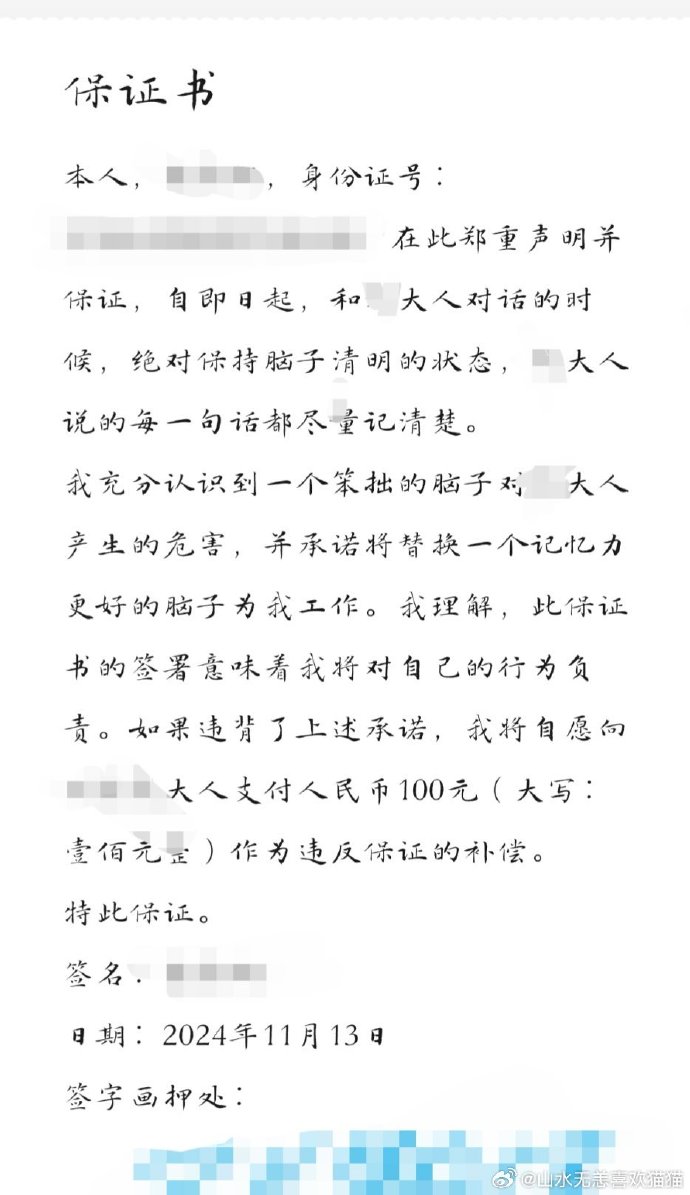 保证书
本人，，身份证号：
在此郑重声明并
保证，自即日起，和大人对话的时
候，绝对保持脑子清明的状态，大人
说的每一句话都尽量记清楚。
我充分认识到一个笨拙的脑子对大人
产生的危害，并承诺将替换一个记忆力
更好的脑子为我工作。我理解，此保证
书的签署意味着我将对自己的行为负
责。如果违背了上述承诺，我将自愿向
大人支付人民币100元（大写：
壹佰元整）作为违反保证的补偿。
特此保证。
签名：
日期：2024年11月13日
签字画押处：
@山水无恙喜欢猫猫